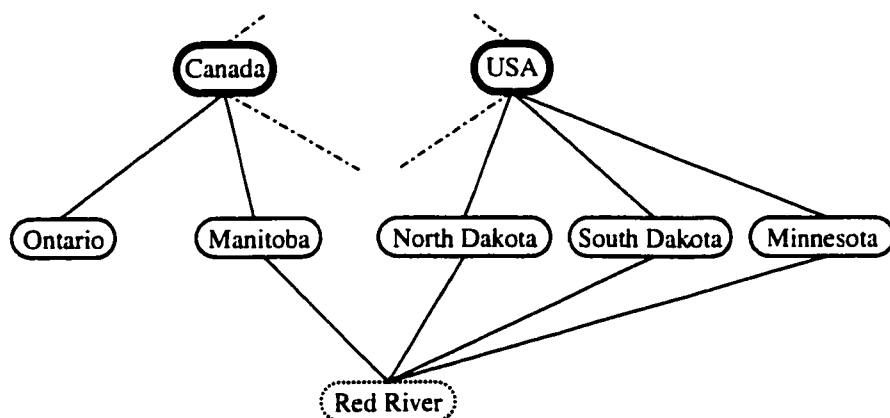 Canada
USA
Ontario
Manitoba
North Dakota
South Dakota
Minnesota
Red River